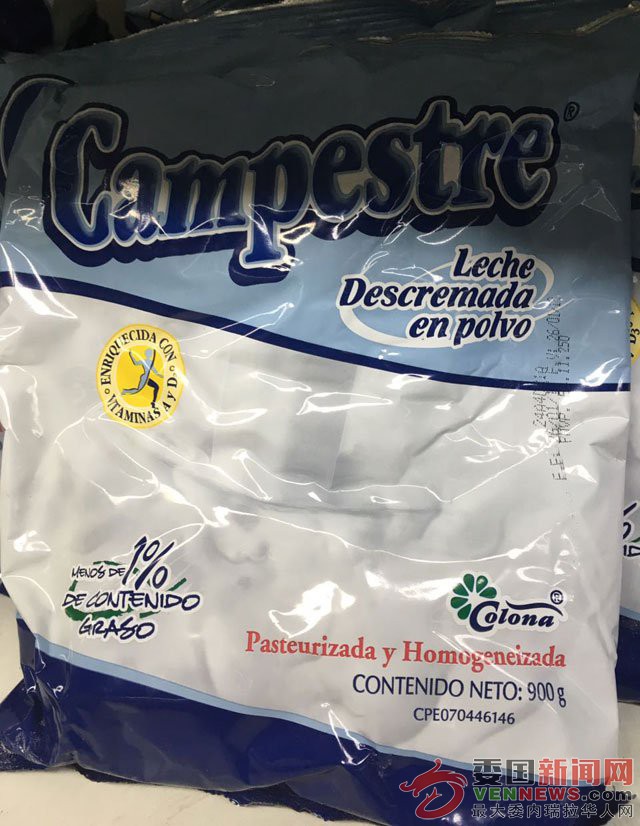 Campestre®
Leche
Descremada
en polvo
ENRIQUECIDA CON
VITAMINAS A y D
MENOS DE 1%
DE CONTENIDO
GRASO
Colona®
Pasteurizada y Homogeneizada
CONTENIDO NETO: 900 g
CPE070446146
委国新闻网
VENNEWS.COM
最大委内瑞拉华人网